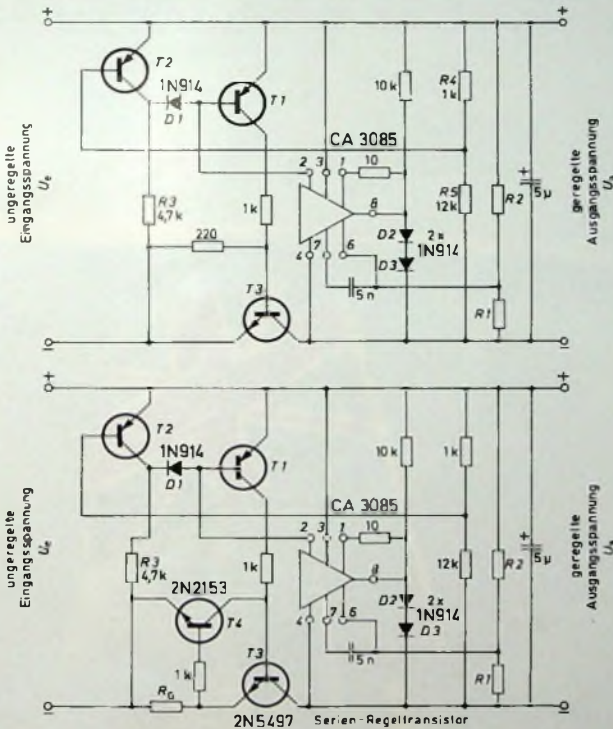 +
+
T2
1N914
D1
T1
10k
R4
1k
CA 3085
2 3 1
10
ungeregelte
Eingangsspannung
Ue
R3
4,7k
1k
8
R5
12k
R2
+
5µ
geregelte
Ausgangsspannung
220
D2 2x
1N914
4 7 6
D3
T3
5n
R1
−
−
+
+
T2
1N914
D1
T1
10k
1k
CA 3085
2 3 1
10
ungeregelte
Eingangsspannung
Ue
R3
4,7k
1k
8
12k
R2
+
5µ
geregelte
Ausgangsspannung
2N2153
T4
D2 2x
1N914
4 7 6
D3
T3
5n
1k
R1
−
−
2N5497 Serien-Regeltransistor